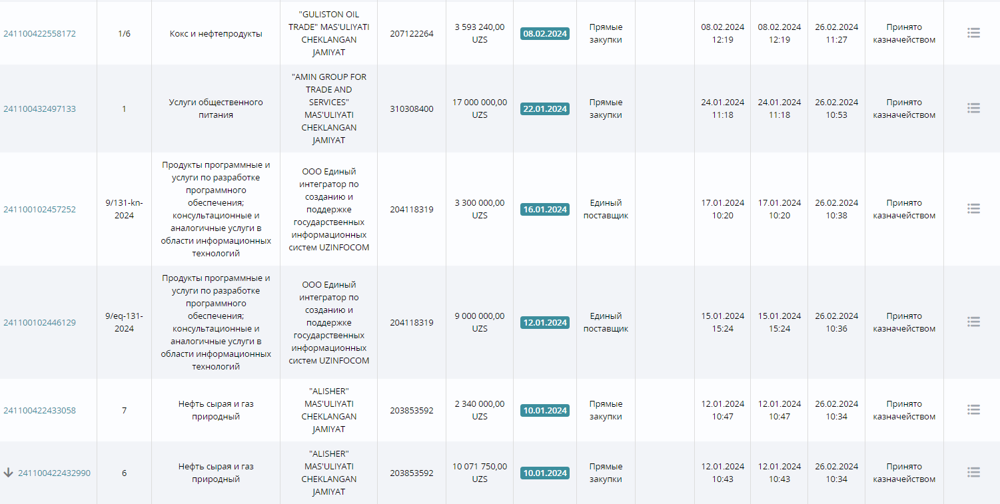 241100422558172
1/6
Кокс и нефтепродукты
"GULISTON OIL
TRADE" MAS'ULIYATI
CHEKLANGAN
JAMIYAT
207122264
3 593 240,00
UZS
08.02.2024
Прямые
закупки
08.02.2024
12:19
08.02.2024
12:19
26.02.2024
11:27
Принято
казначейством
241100432497133
1
Услуги общественного
питания
"AMIN GROUP FOR
TRADE AND
SERVICES"
MAS'ULIYATI
CHEKLANGAN
JAMIYAT
310308400
17 000 000,00
UZS
22.01.2024
Прямые
закупки
24.01.2024
11:18
24.01.2024
11:18
26.02.2024
10:53
Принято
казначейством
241100102457252
9/131-kn-
2024
Продукты программные и
услуги по разработке
программного
обеспечения;
консультационные и
аналогичные услуги в
области информационных
технологий
ООО Единый
интегратор по
созданию и
поддержке
государственных
информационных
систем UZINFOCOM
204118319
3 300 000,00
UZS
16.01.2024
Единый
поставщик
17.01.2024
10:20
17.01.2024
10:20
26.02.2024
10:38
Принято
казначейством
241100102446129
9/eq-131-
2024
Продукты программные и
услуги по разработке
программного
обеспечения;
консультационные и
аналогичные услуги в
области информационных
технологий
ООО Единый
интегратор по
созданию и
поддержке
государственных
информационных
систем UZINFOCOM
204118319
9 000 000,00
UZS
12.01.2024
Единый
поставщик
15.01.2024
15:24
15.01.2024
15:24
26.02.2024
10:36
Принято
казначейством
241100422433058
7
Нефть сырая и газ
природный
"ALISHER"
MAS'ULIYATI
CHEKLANGAN
JAMIYAT
203853592
2 340 000,00
UZS
10.01.2024
Прямые
закупки
12.01.2024
10:47
12.01.2024
10:47
26.02.2024
10:34
Принято
казначейством
241100422432990
6
Нефть сырая и газ
природный
"ALISHER"
MAS'ULIYATI
CHEKLANGAN
JAMIYAT
203853592
10 071 750,00
UZS
10.01.2024
Прямые
закупки
12.01.2024
10:43
12.01.2024
10:43
26.02.2024
10:34
Принято
казначейством